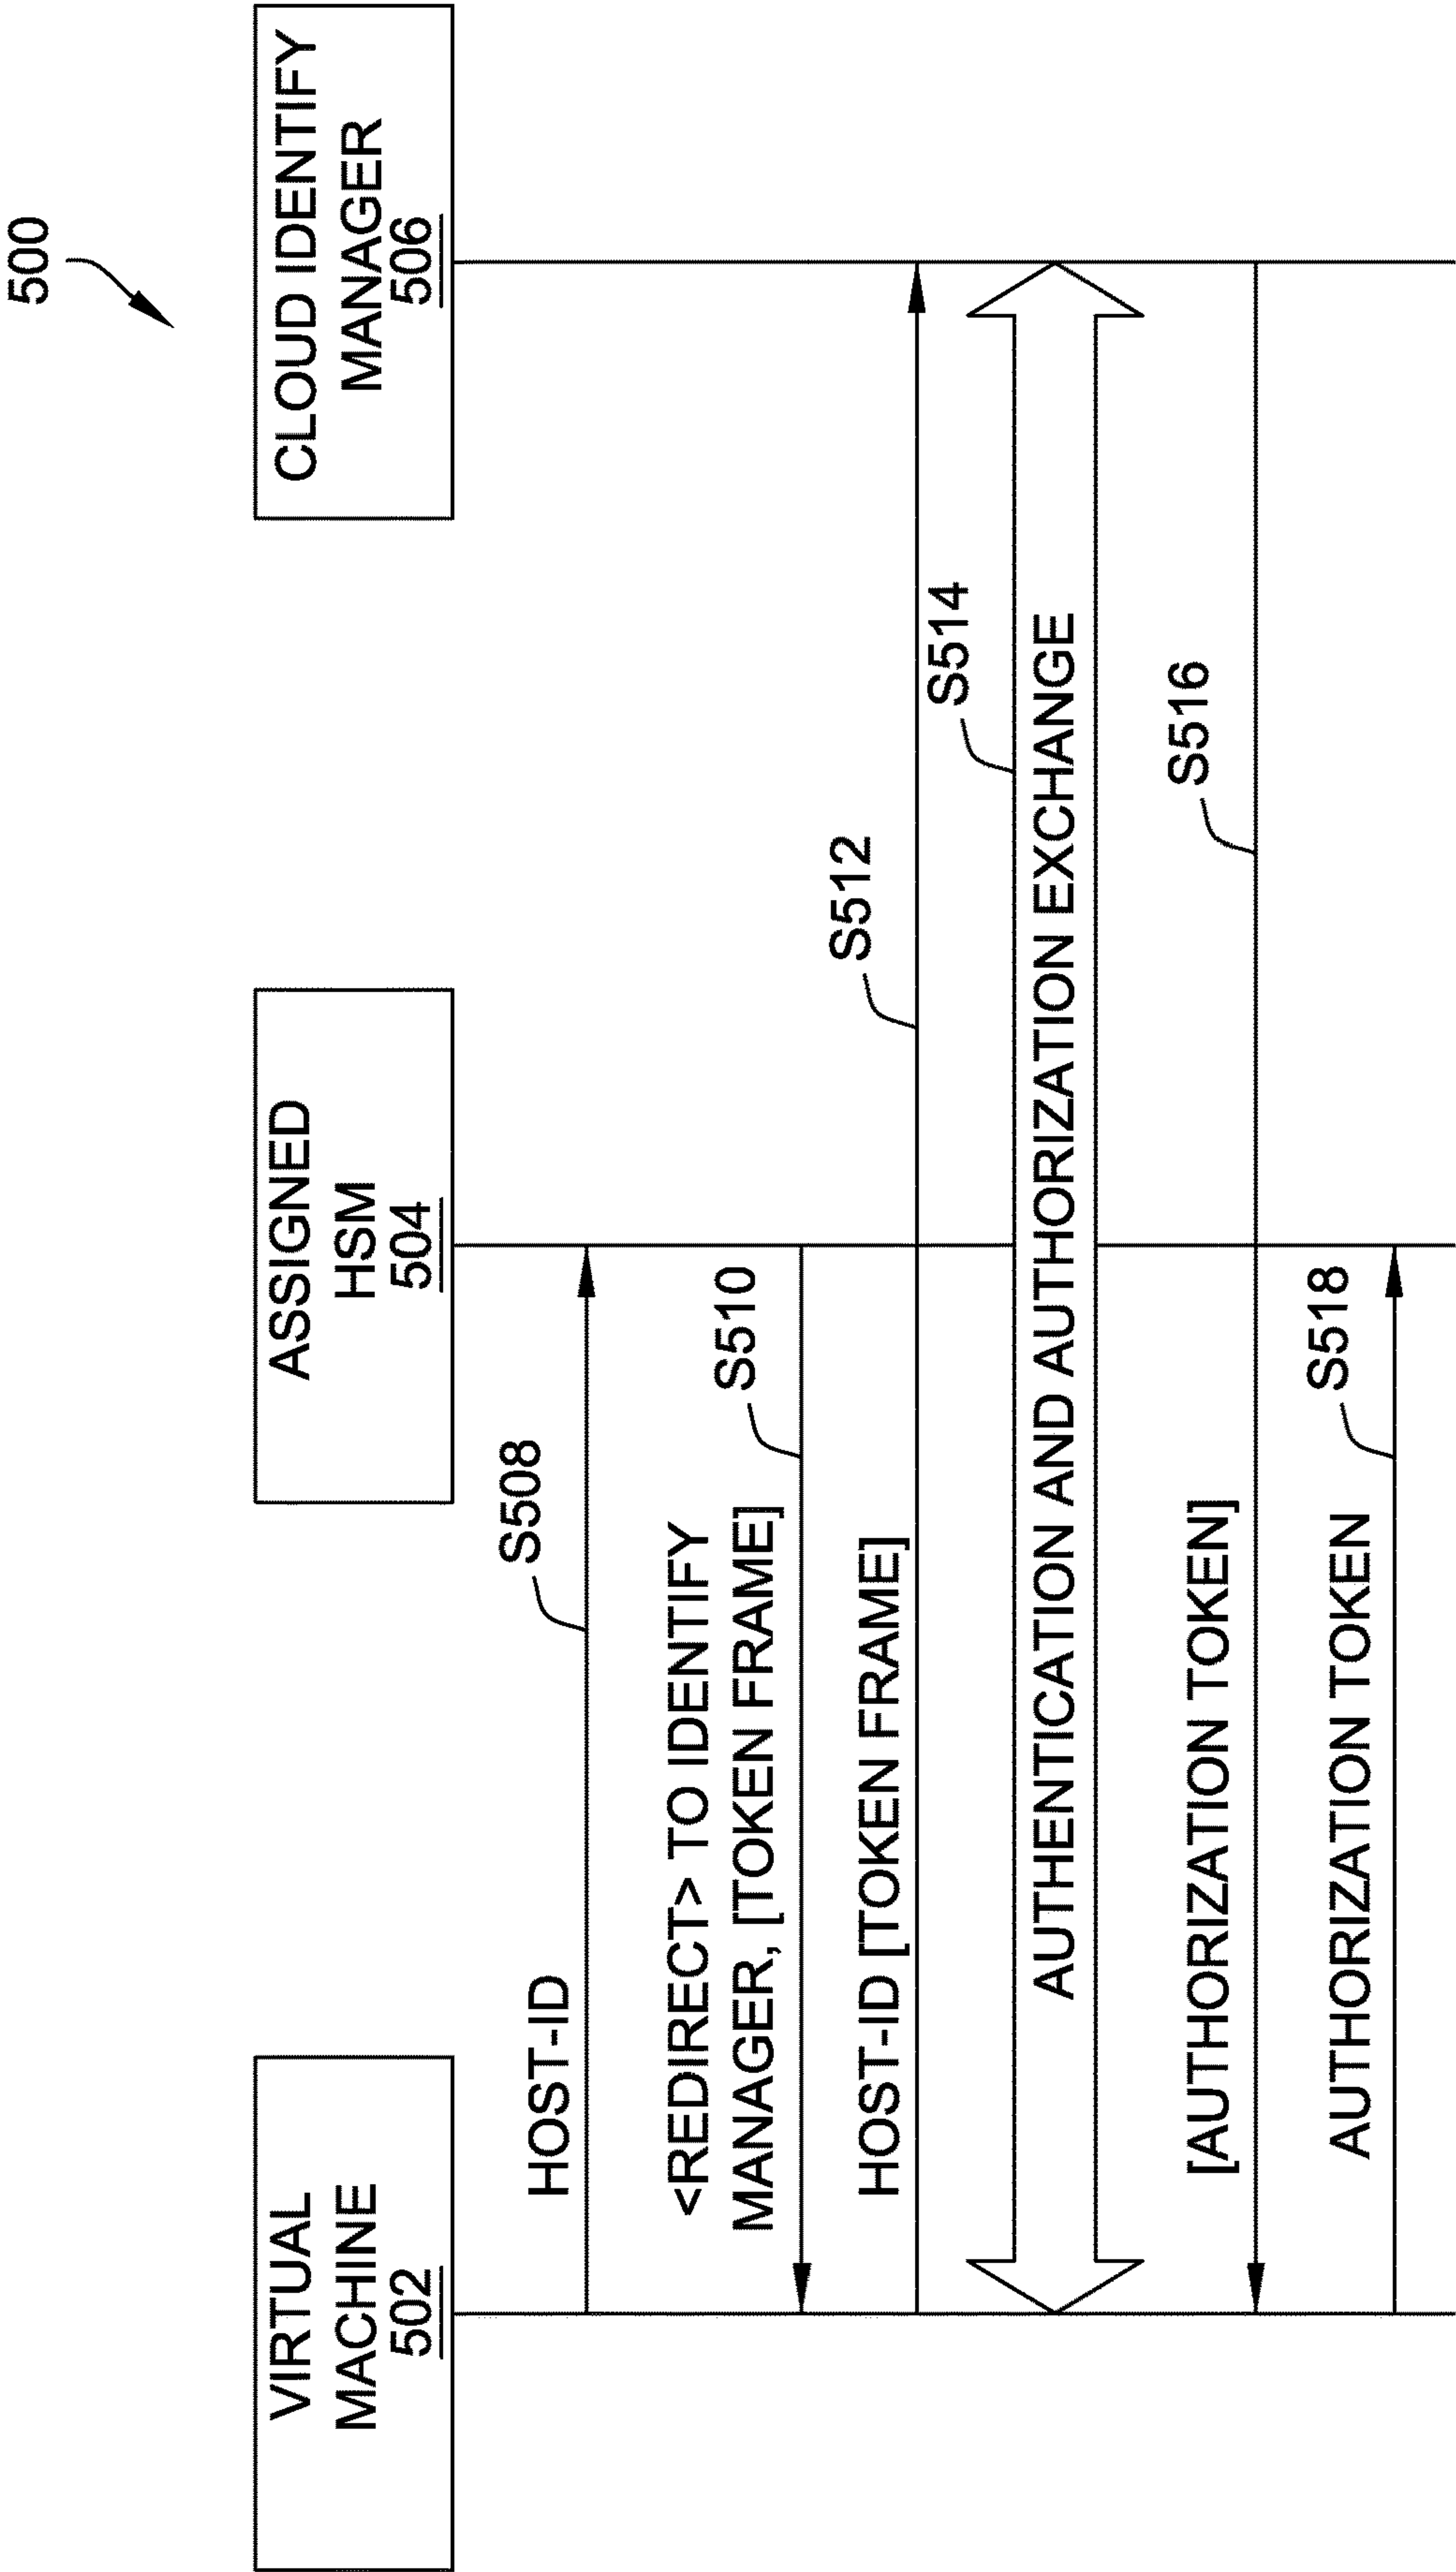 500
VIRTUAL
MACHINE
502
ASSIGNED
HSM
504
CLOUD IDENTIFY
MANAGER
506
HOST-ID
S508
<REDIRECT> TO IDENTIFY
MANAGER, [TOKEN FRAME]
S510
HOST-ID [TOKEN FRAME]
S512
S514
AUTHENTICATION AND AUTHORIZATION EXCHANGE
[AUTHORIZATION TOKEN]
S516
AUTHORIZATION TOKEN
S518